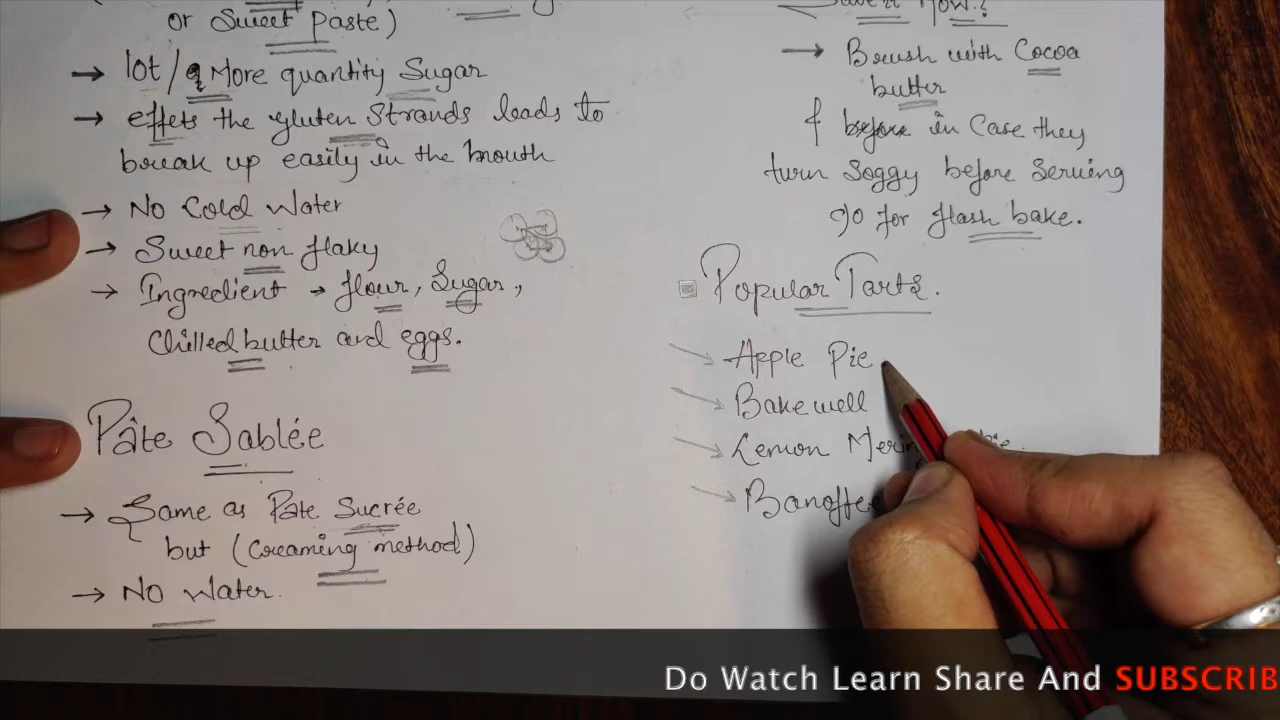 or Sweet paste)
→ lot / More quantity Sugar
→ effets the gluten Strands leads to
break up easily in the mouth
→ No Cold Water
→ Sweet non flaky
→ Ingredient → flour, Sugar,
Chilled butter and eggs.
Pâte Sablée
→ Same as Pâte Sucrée
but (Creaming method)
→ No Water.
How?
→ Brush with Cocoa
butter
before in Case they
turn Soggy before Serving
go for flash bake.
Popular Tarts.
Apple Pie
Bakewell
Lemon
Banoffee
Do Watch Learn Share And SUBSCRIB